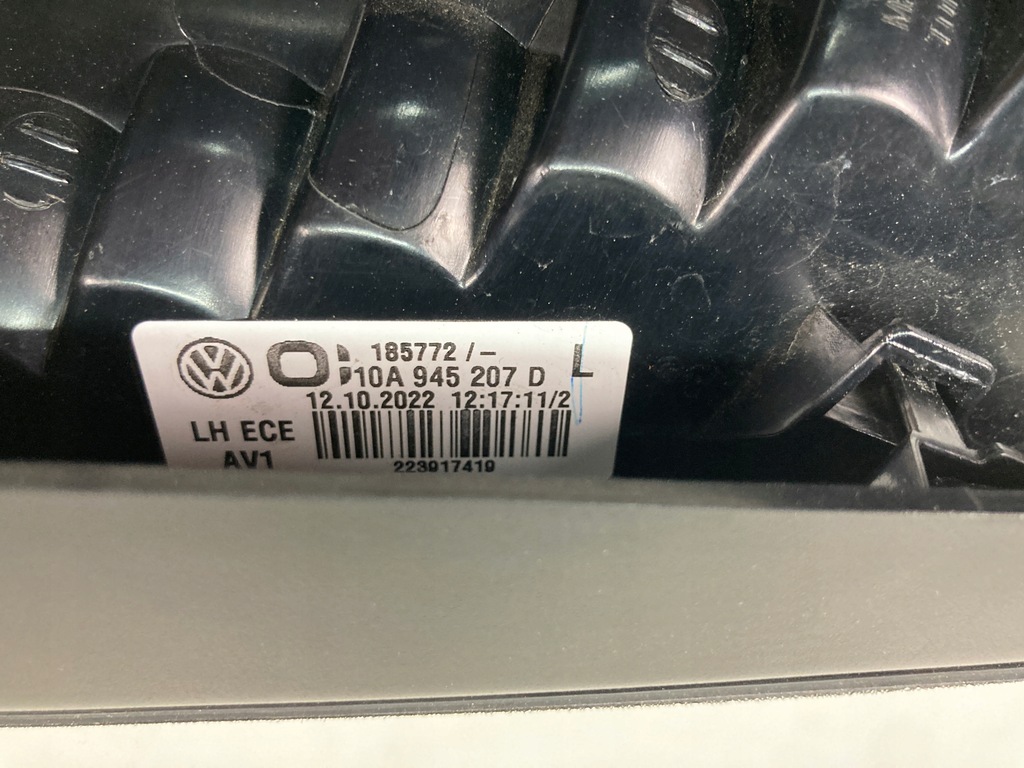 185772 /-
10A 945 207 D L
12.10.2022 12:17:11/2
LH ECE
AV1
223917419